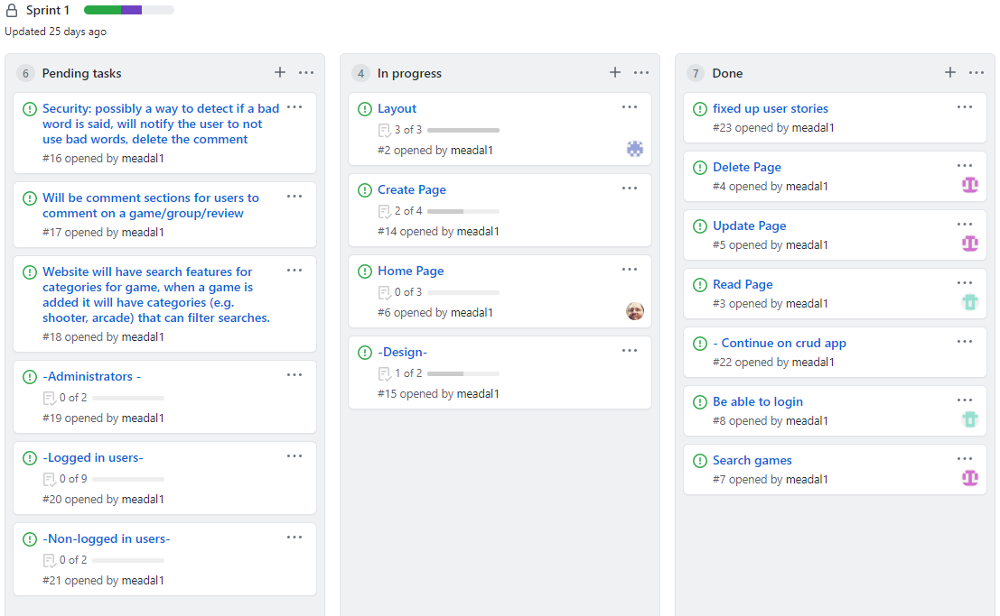 Sprint 1
Updated 25 days ago
6 Pending tasks
Security: possibly a way to detect if a bad
word is said, will notify the user to not
use bad words, delete the comment
#16 opened by meadal1
Will be comment sections for users to
comment on a game/group/review
#17 opened by meadal1
Website will have search features for
categories for game, when a game is
added it will have categories (e.g.
shooter, arcade) that can filter searches.
#18 opened by meadal1
-Administrators -
0 of 2
#19 opened by meadal1
-Logged in users-
0 of 9
#20 opened by meadal1
-Non-logged in users-
0 of 2
#21 opened by meadal1
4 In progress
Layout
3 of 3
#2 opened by meadal1
Create Page
2 of 4
#14 opened by meadal1
Home Page
0 of 3
#6 opened by meadal1
-Design-
1 of 2
#15 opened by meadal1
7 Done
fixed up user stories
#23 opened by meadal1
Delete Page
#4 opened by meadal1
Update Page
#5 opened by meadal1
Read Page
#3 opened by meadal1
- Continue on crud app
#22 opened by meadal1
Be able to login
#8 opened by meadal1
Search games
#7 opened by meadal1